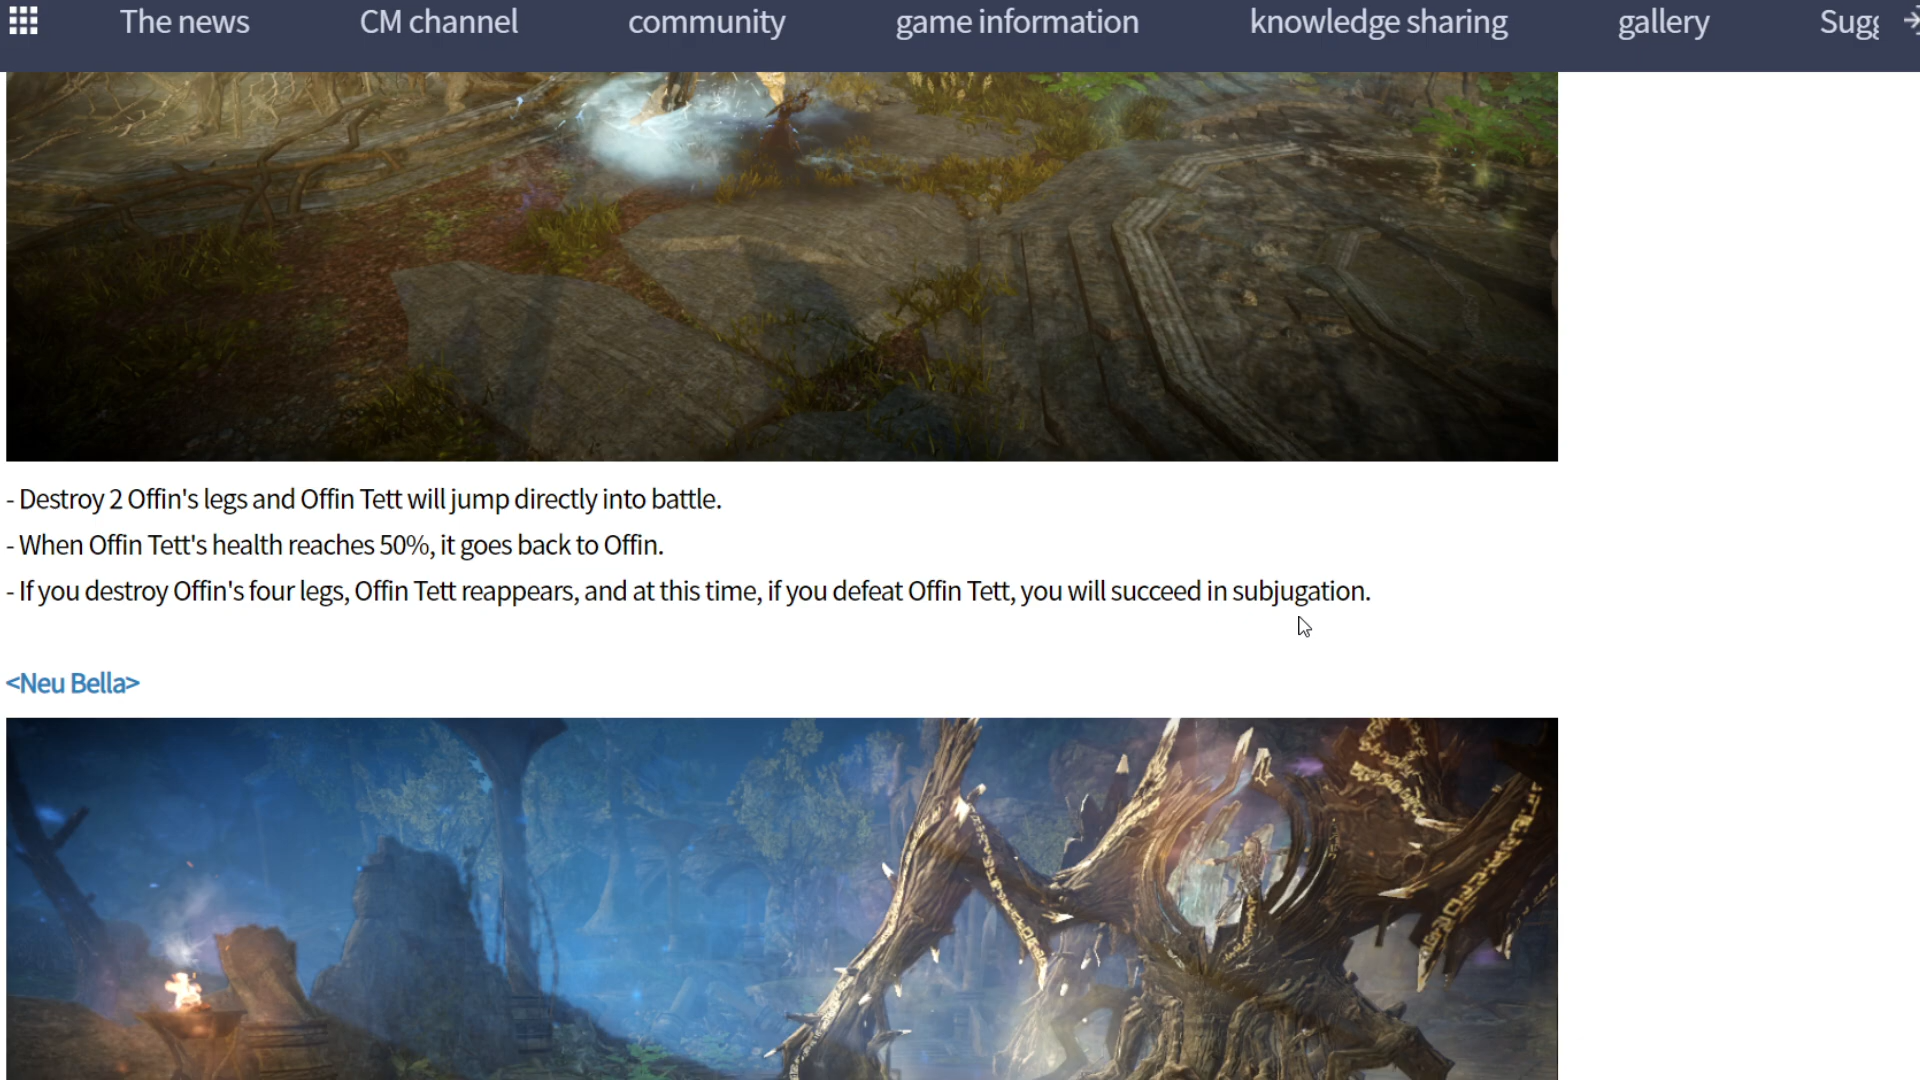 The news CM channel community game information knowledge sharing gallery
- Destroy 2 Offin's legs and Offin Tett will jump directly into battle.
- When Offin Tett's health reaches 50%, it goes back to Offin.
- If you destroy Offin's four legs, Offin Tett reappears, and at this time, if you defeat Offin Tett, you will succeed in subjugation.
<Neu Bella>